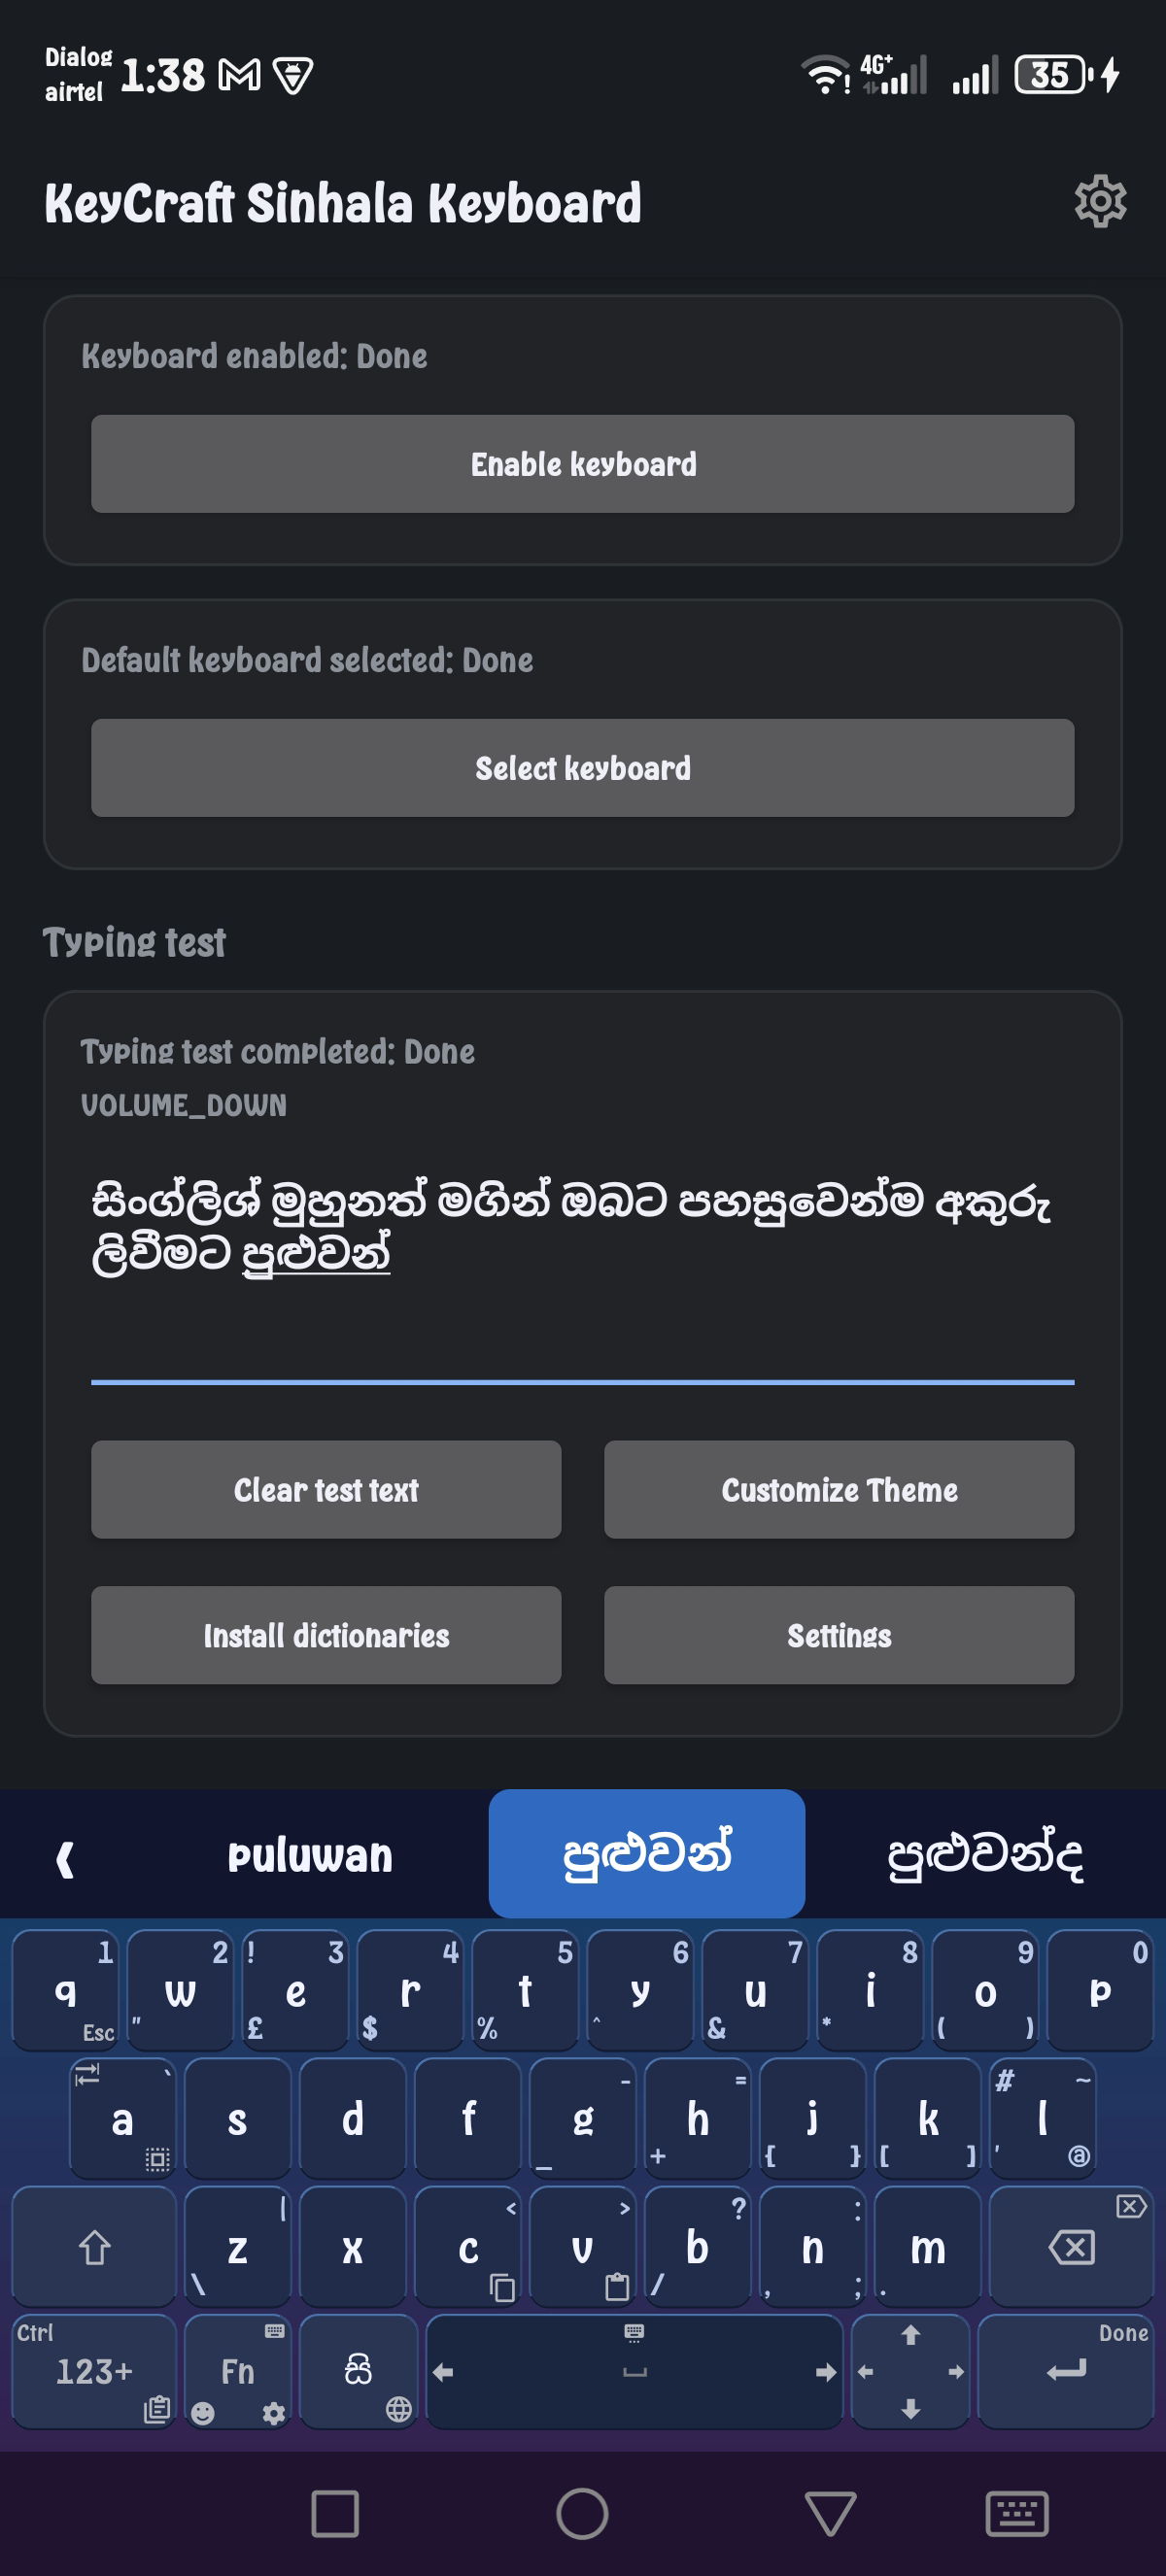 Dialog
airtel
1:38
4G+
35
KeyCraft Sinhala Keyboard
Keyboard enabled: Done
Enable keyboard
Default keyboard selected: Done
Select keyboard
Typing test
Typing test completed: Done
VOLUME_DOWN
සිංග්ලිශ් මුහුනත් මගින් ඔබට පහසුවෙන්ම අකුරු
ලිවීමට පුළුවන්
Clear test text Customize Theme
Install dictionaries Settings
❰ puluwan පුළුවන් පුළුවන්ද
1 2 ! 3 4 5 6 7 8 9 0
q w e r t y u i o p
Esc " £ $ % ^ & * ( )
` - = # ~
a s d f g h j k l
_ + { } [ ] ' @
| < > ? :
z x c v b n m
\ / , ; .
Ctrl Done
123+ Fn සි